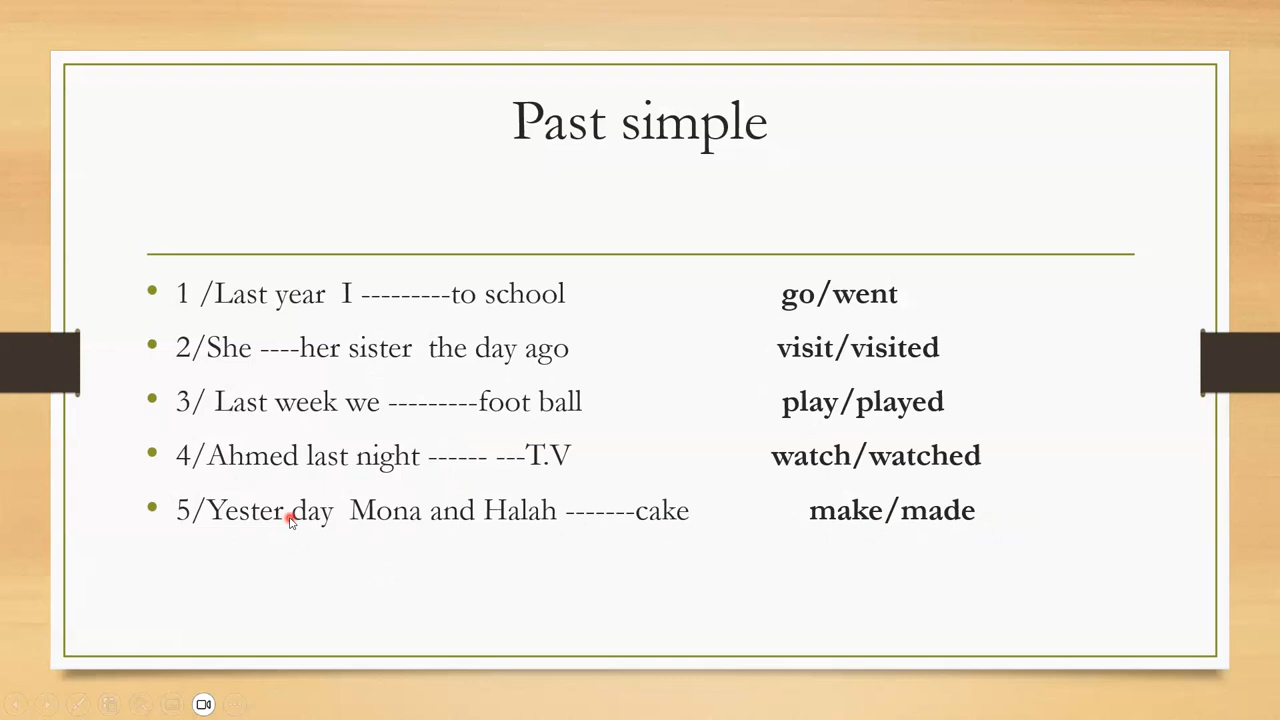 Past simple
1 /Last year  I ---------to school go/went
2/She ----her sister  the day ago visit/visited
3/ Last week we ---------foot ball play/played
4/Ahmed last night ------ ---T.V watch/watched
5/Yester day  Mona and Halah -------cake make/made